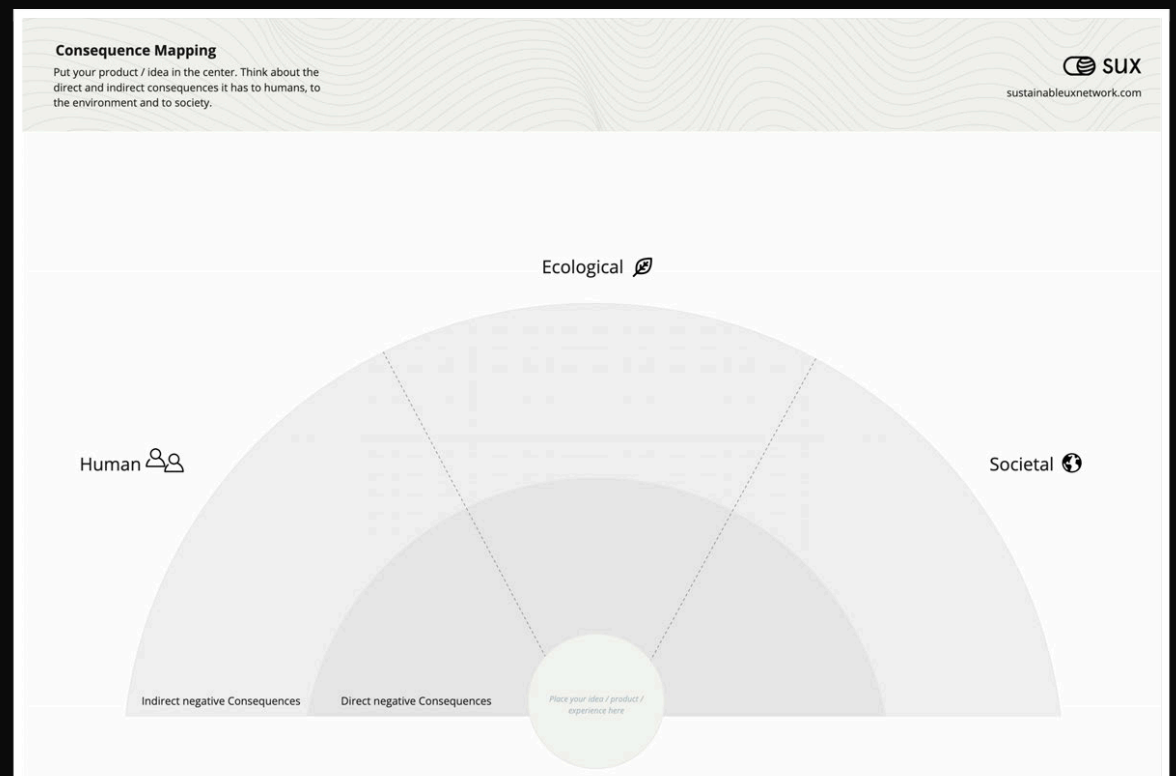 Consequence Mapping
Put your product / idea in the center. Think about the
direct and indirect consequences it has to humans, to
the environment and to society.
sux
sustainableuxnetwork.com
Ecological
Human
Societal
Indirect negative Consequences
Direct negative Consequences
Place your idea / product /
experience here